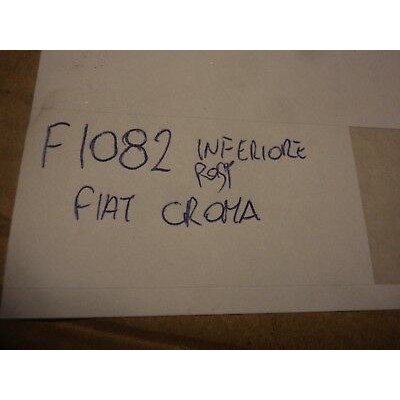 F1082 INFERIORE
POST
FIAT CROMA